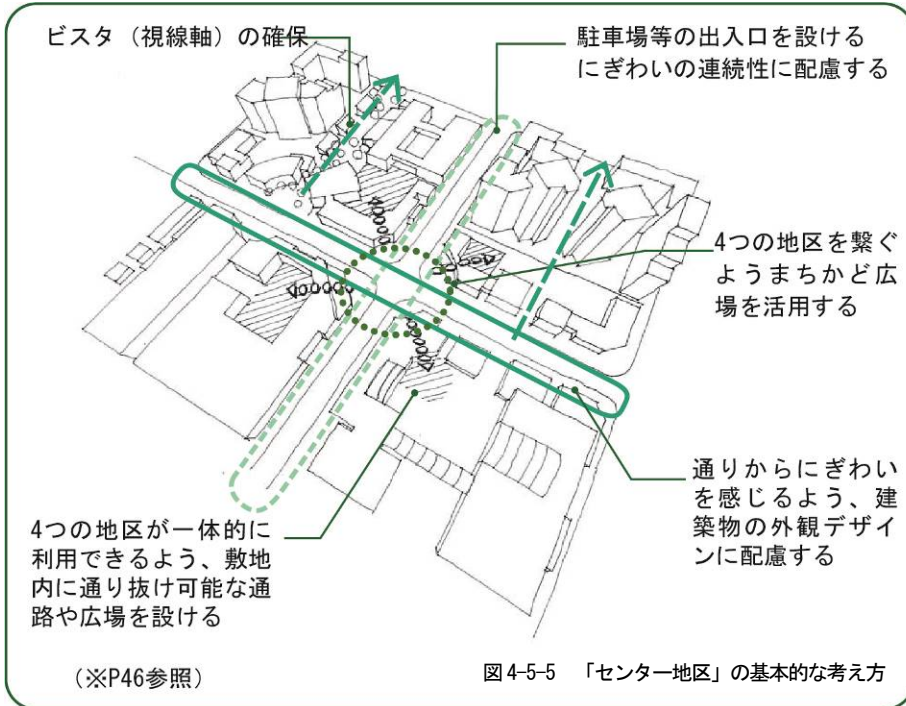 ビスタ（視線軸）の確保
駐車場等の出入口を設ける
にぎわいの連続性に配慮する
4つの地区を繋ぐ
ようまちかど広
場を活用する
通りからにぎわい
を感じるよう、建
築物の外観デザイ
ンに配慮する
4つの地区が一体的に
利用できるよう、敷地
内に通り抜け可能な通
路や広場を設ける
（※P46参照）
図4-5-5　「センター地区」の基本的な考え方